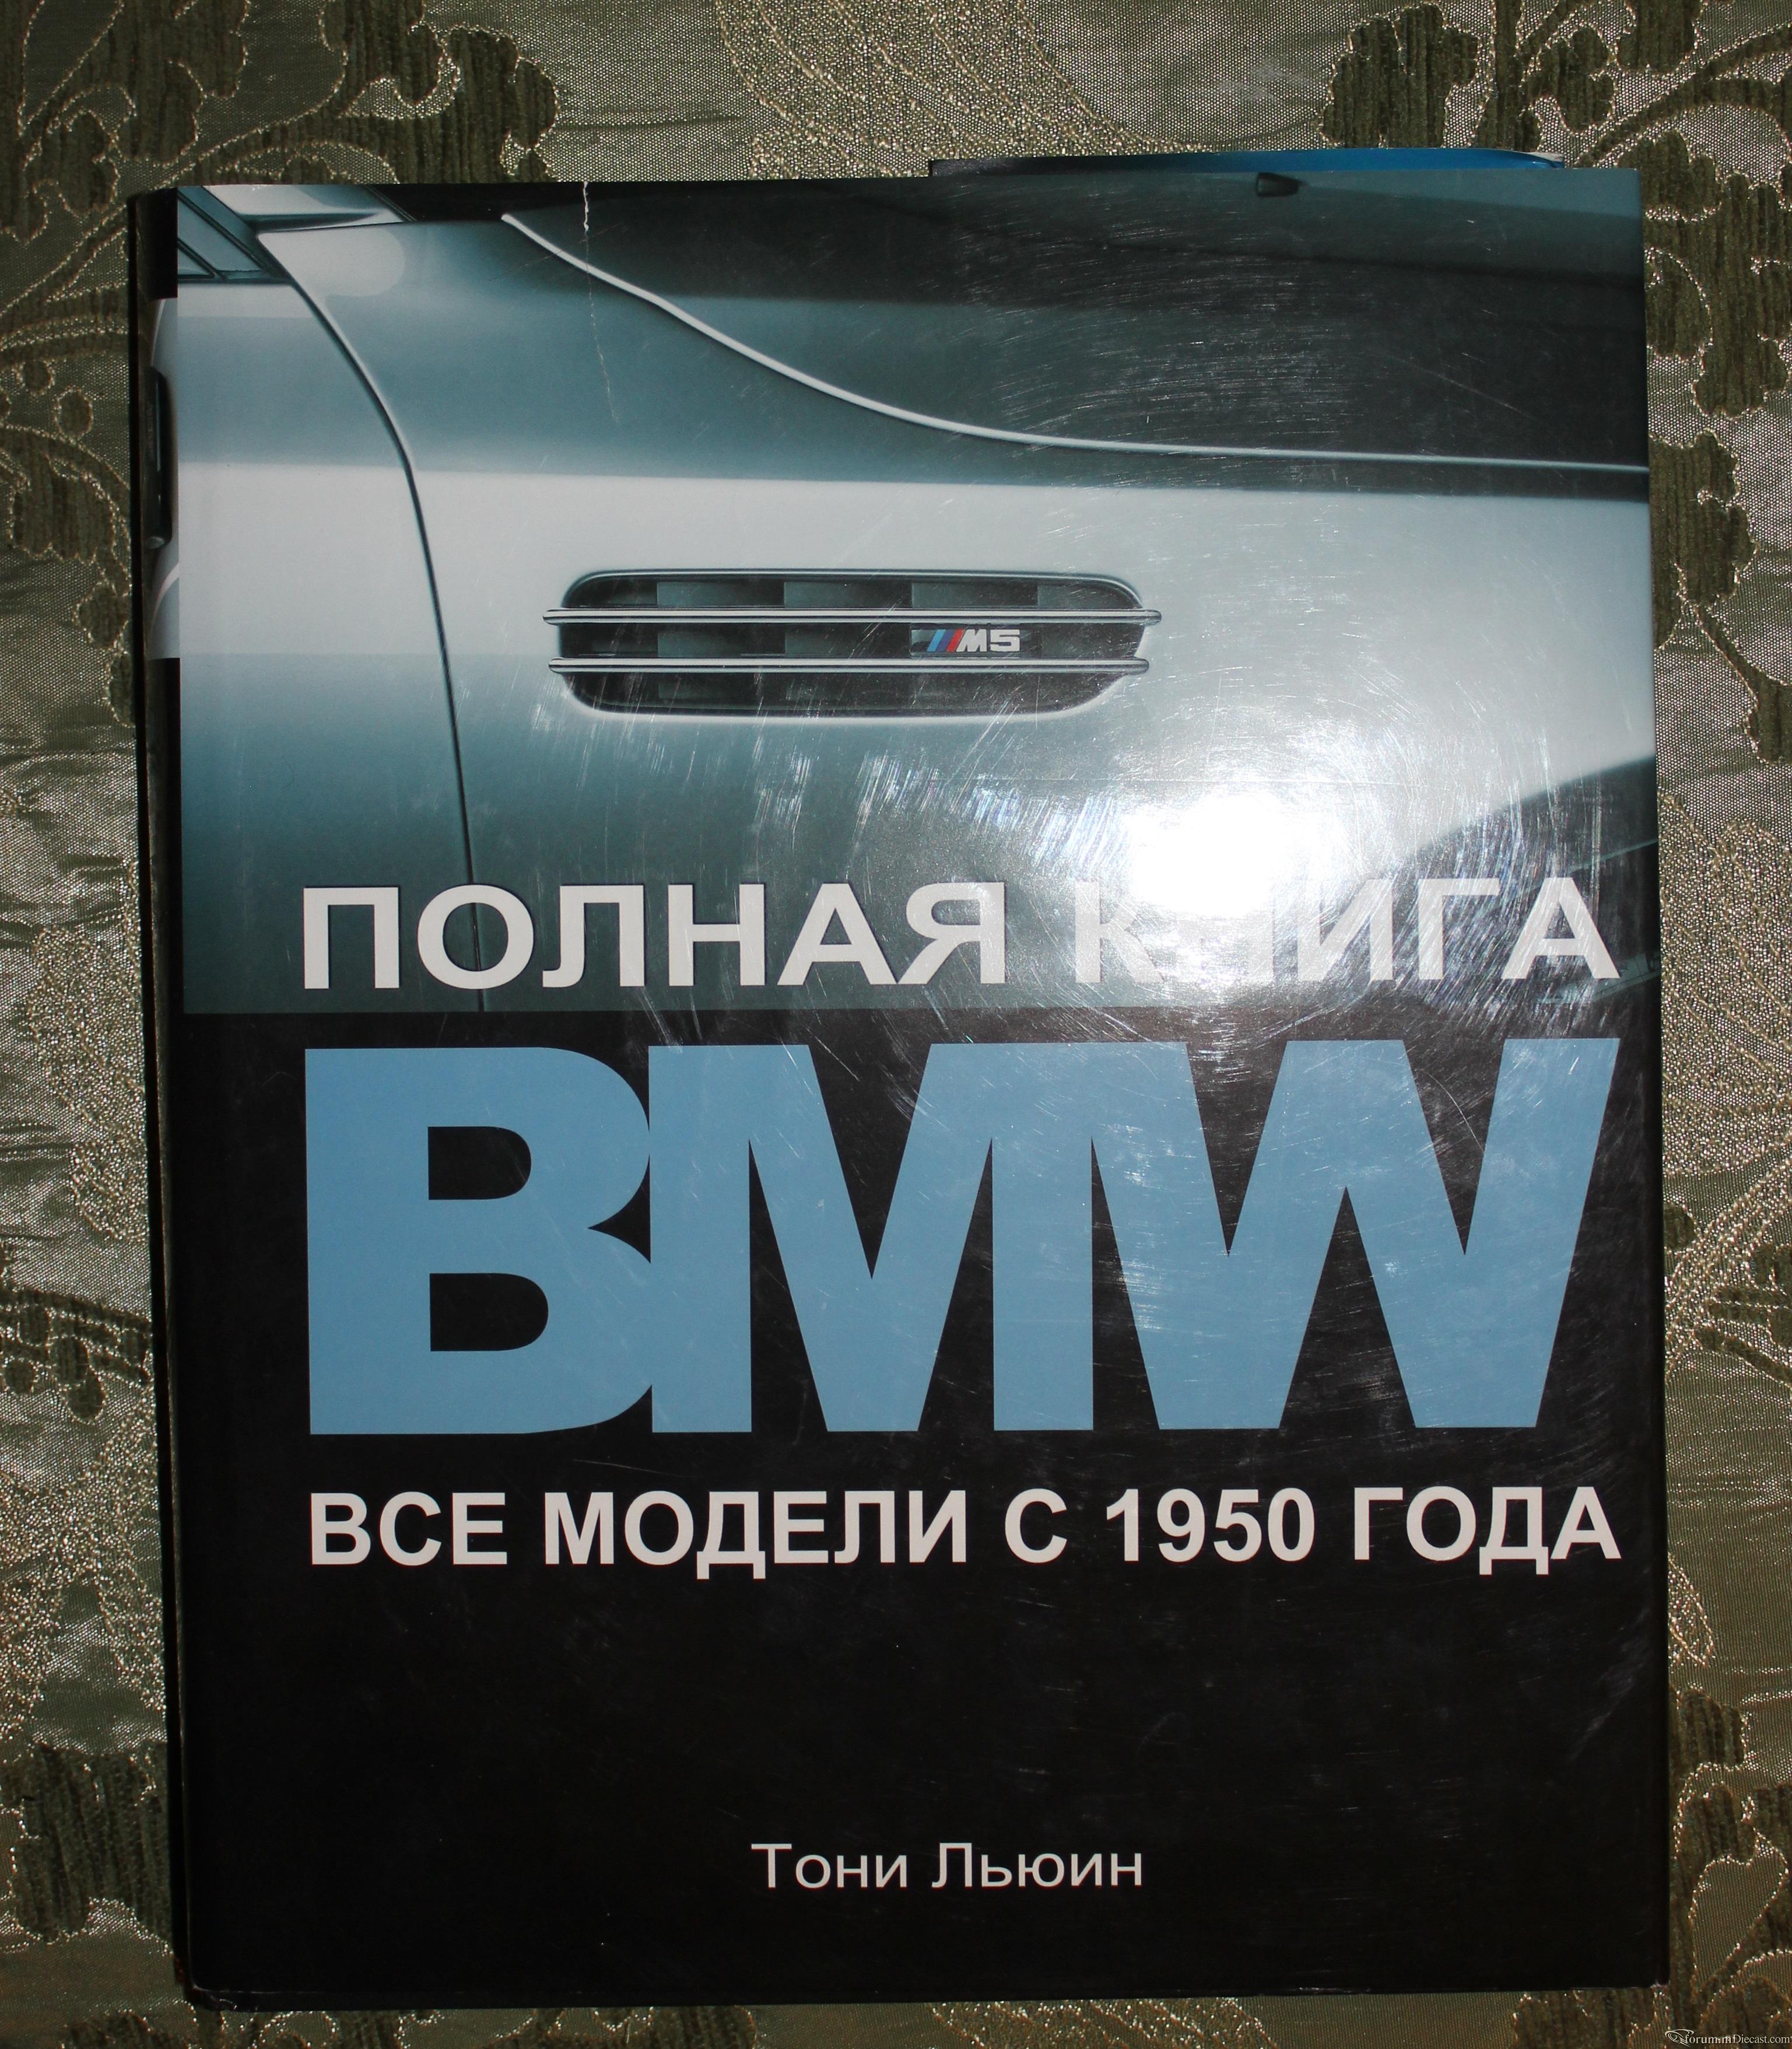 M5
ПОЛНАЯ КНИГА
BMW
ВСЕ МОДЕЛИ С 1950 ГОДА
Тони Льюин